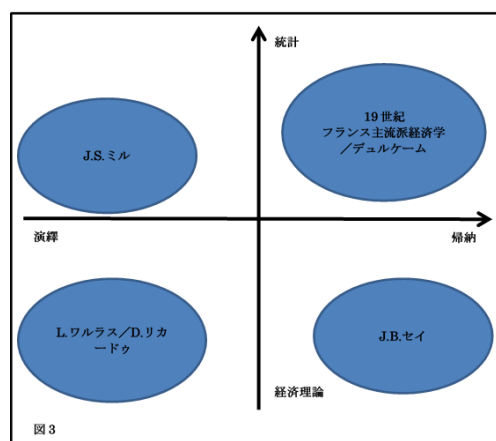 統計
19世紀
フランス主流派経済学
／デュルケーム
J.S.ミル
演繹
帰納
L.ワルラス／D.リカ
ードゥ
J.B.セイ
経済理論
図3